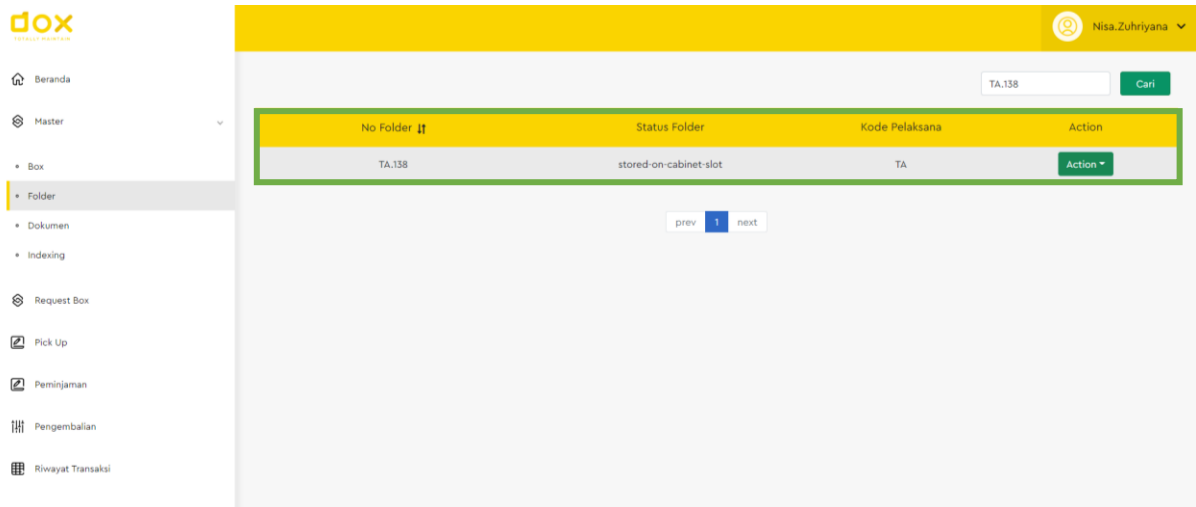 dox
Nisa.Zuhriyana
Beranda
Master
Box
Folder
Dokumen
Indexing
Request Box
Pick Up
Peminjaman
Pengembalian
Riwayat Transaksi
TA.138 Cari
No Folder Status Folder Kode Pelaksana Action
TA.138 stored-on-cabinet-slot TA Action
prev 1 next